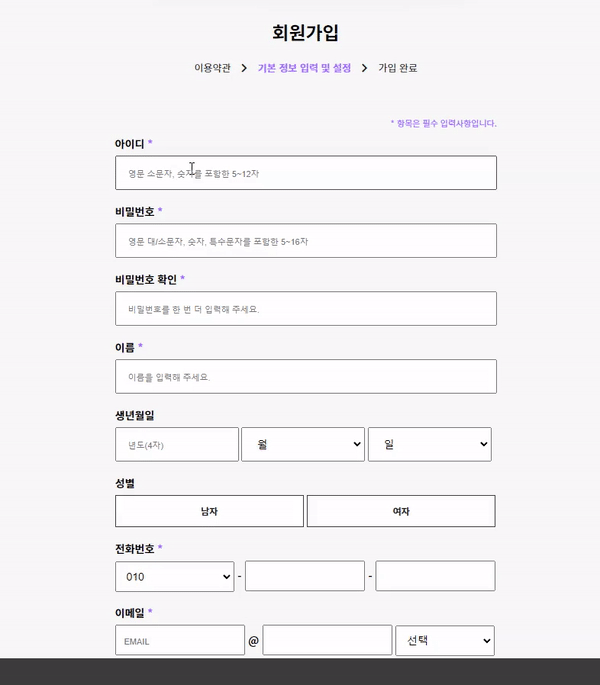 회원가입
이용약관 > 기본 정보 입력 및 설정 > 가입 완료
* 항목은 필수 입력사항입니다.
아이디 *
영문 소문자, 숫자를 포함한 5~12자
비밀번호 *
영문 대/소문자, 숫자, 특수문자를 포함한 5~16자
비밀번호 확인 *
비밀번호를 한 번 더 입력해 주세요.
이름 *
이름을 입력해 주세요.
생년월일
년도(4자) 월 일
성별
남자 여자
전화번호 *
010 - -
이메일 *
EMAIL @ 선택